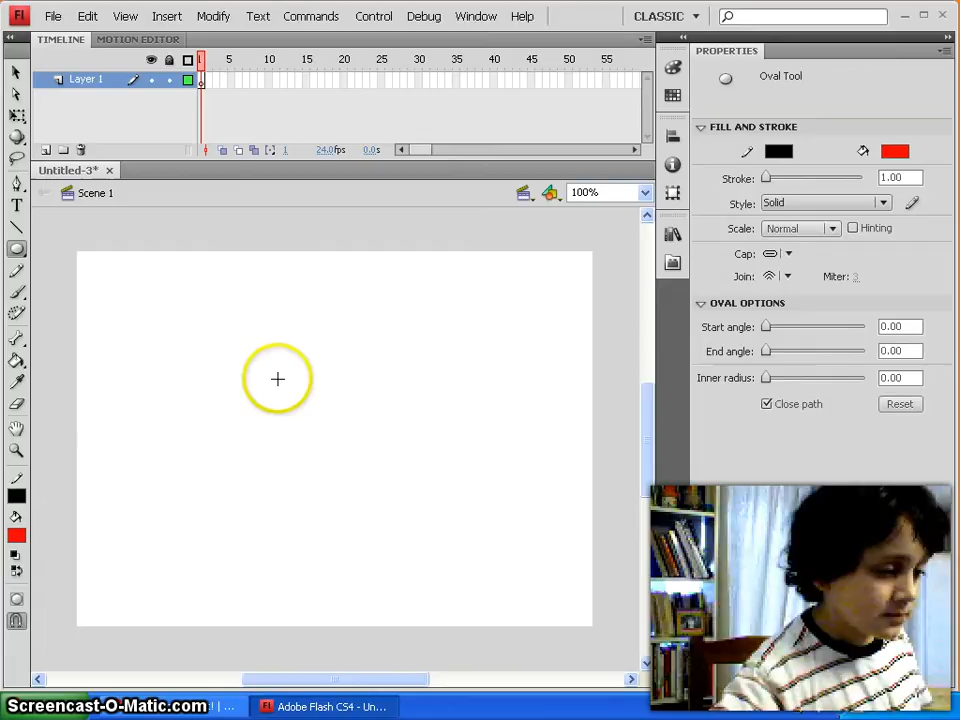 Fl File Edit View Insert Modify Text Commands Control Debug Window Help CLASSIC
TIMELINE MOTION EDITOR
1 5 10 15 20 25 30 35 40 45 50 55
Layer 1
1 24.0fps 0.0s
Untitled-3*
Scene 1 100%
PROPERTIES
Oval Tool
FILL AND STROKE
Stroke: 1.00
Style: Solid
Scale: Normal Hinting
Cap:
Join: Miter: 3
OVAL OPTIONS
Start angle: 0.00
End angle: 0.00
Inner radius: 0.00
Close path Reset
T
Screencast-O-Matic.com
Fl Adobe Flash CS4 - Un...